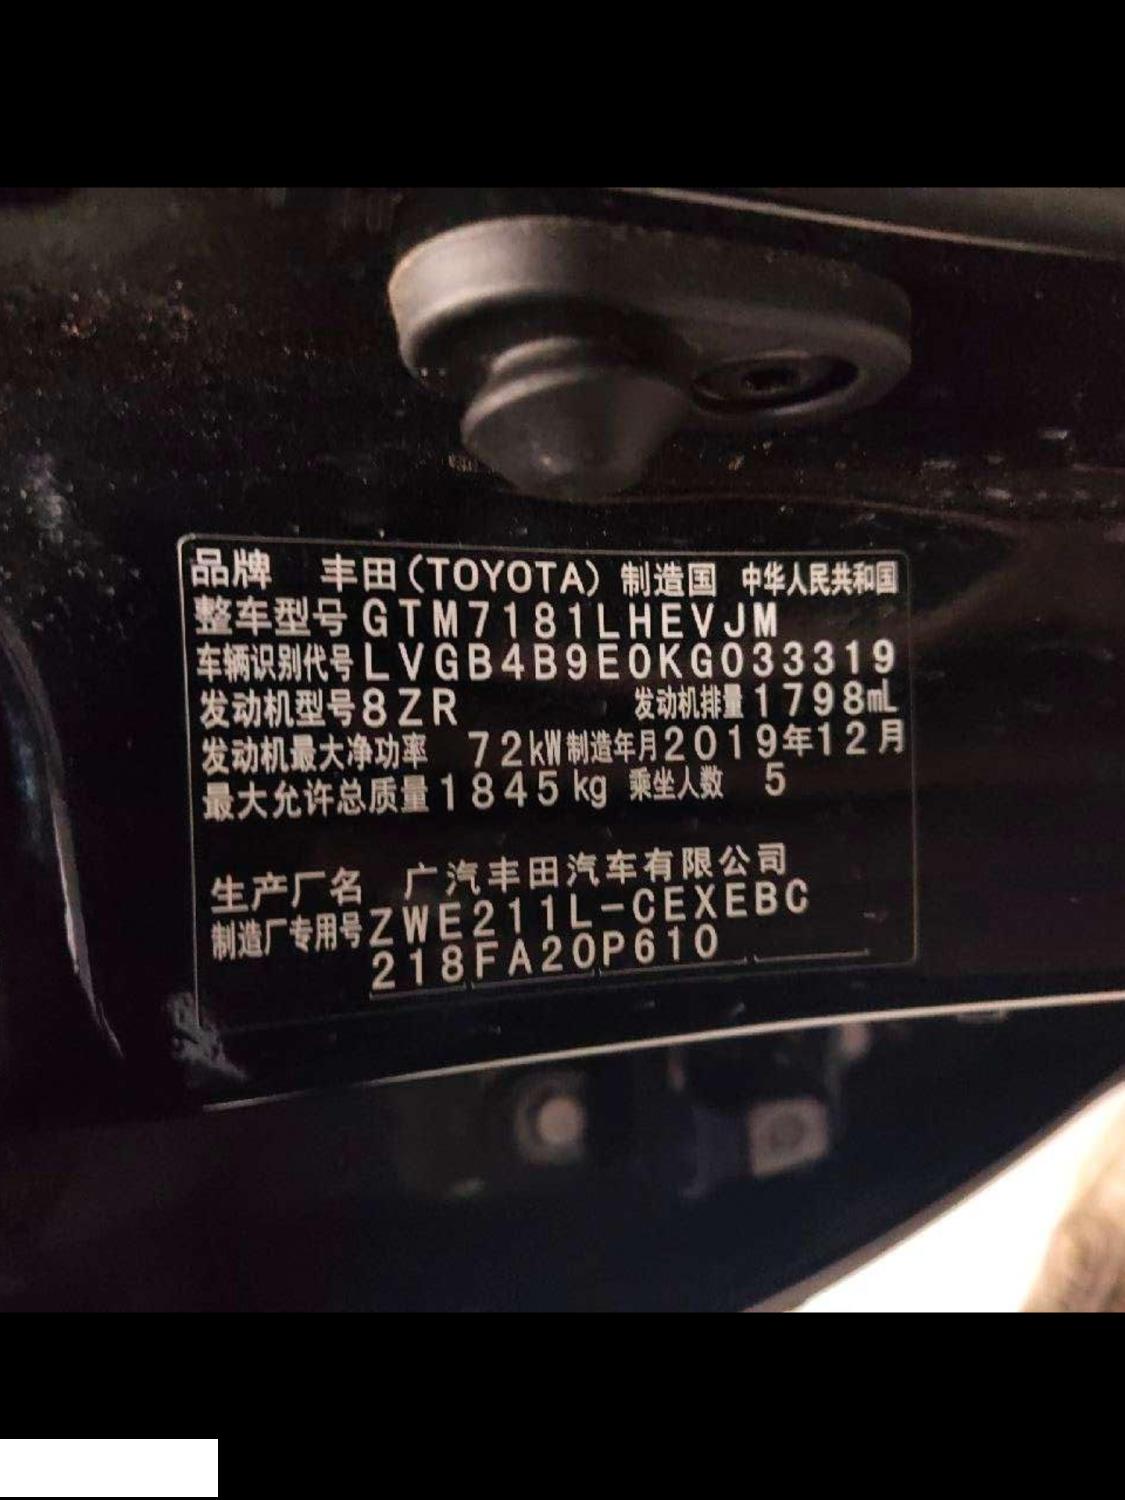 品牌 丰田(TOYOTA) 制造国 中华人民共和国
整车型号 GTM7181LHEVJM
车辆识别代号 LVGB4B9E0KG033319
发动机型号 8ZR 发动机排量 1798mL
发动机最大净功率 72kW 制造年月 2019年12月
最大允许总质量 1845kg 乘坐人数 5
生产厂名 广汽丰田汽车有限公司
制造厂专用号 ZWE211L-CEXEBC
218FA20P610